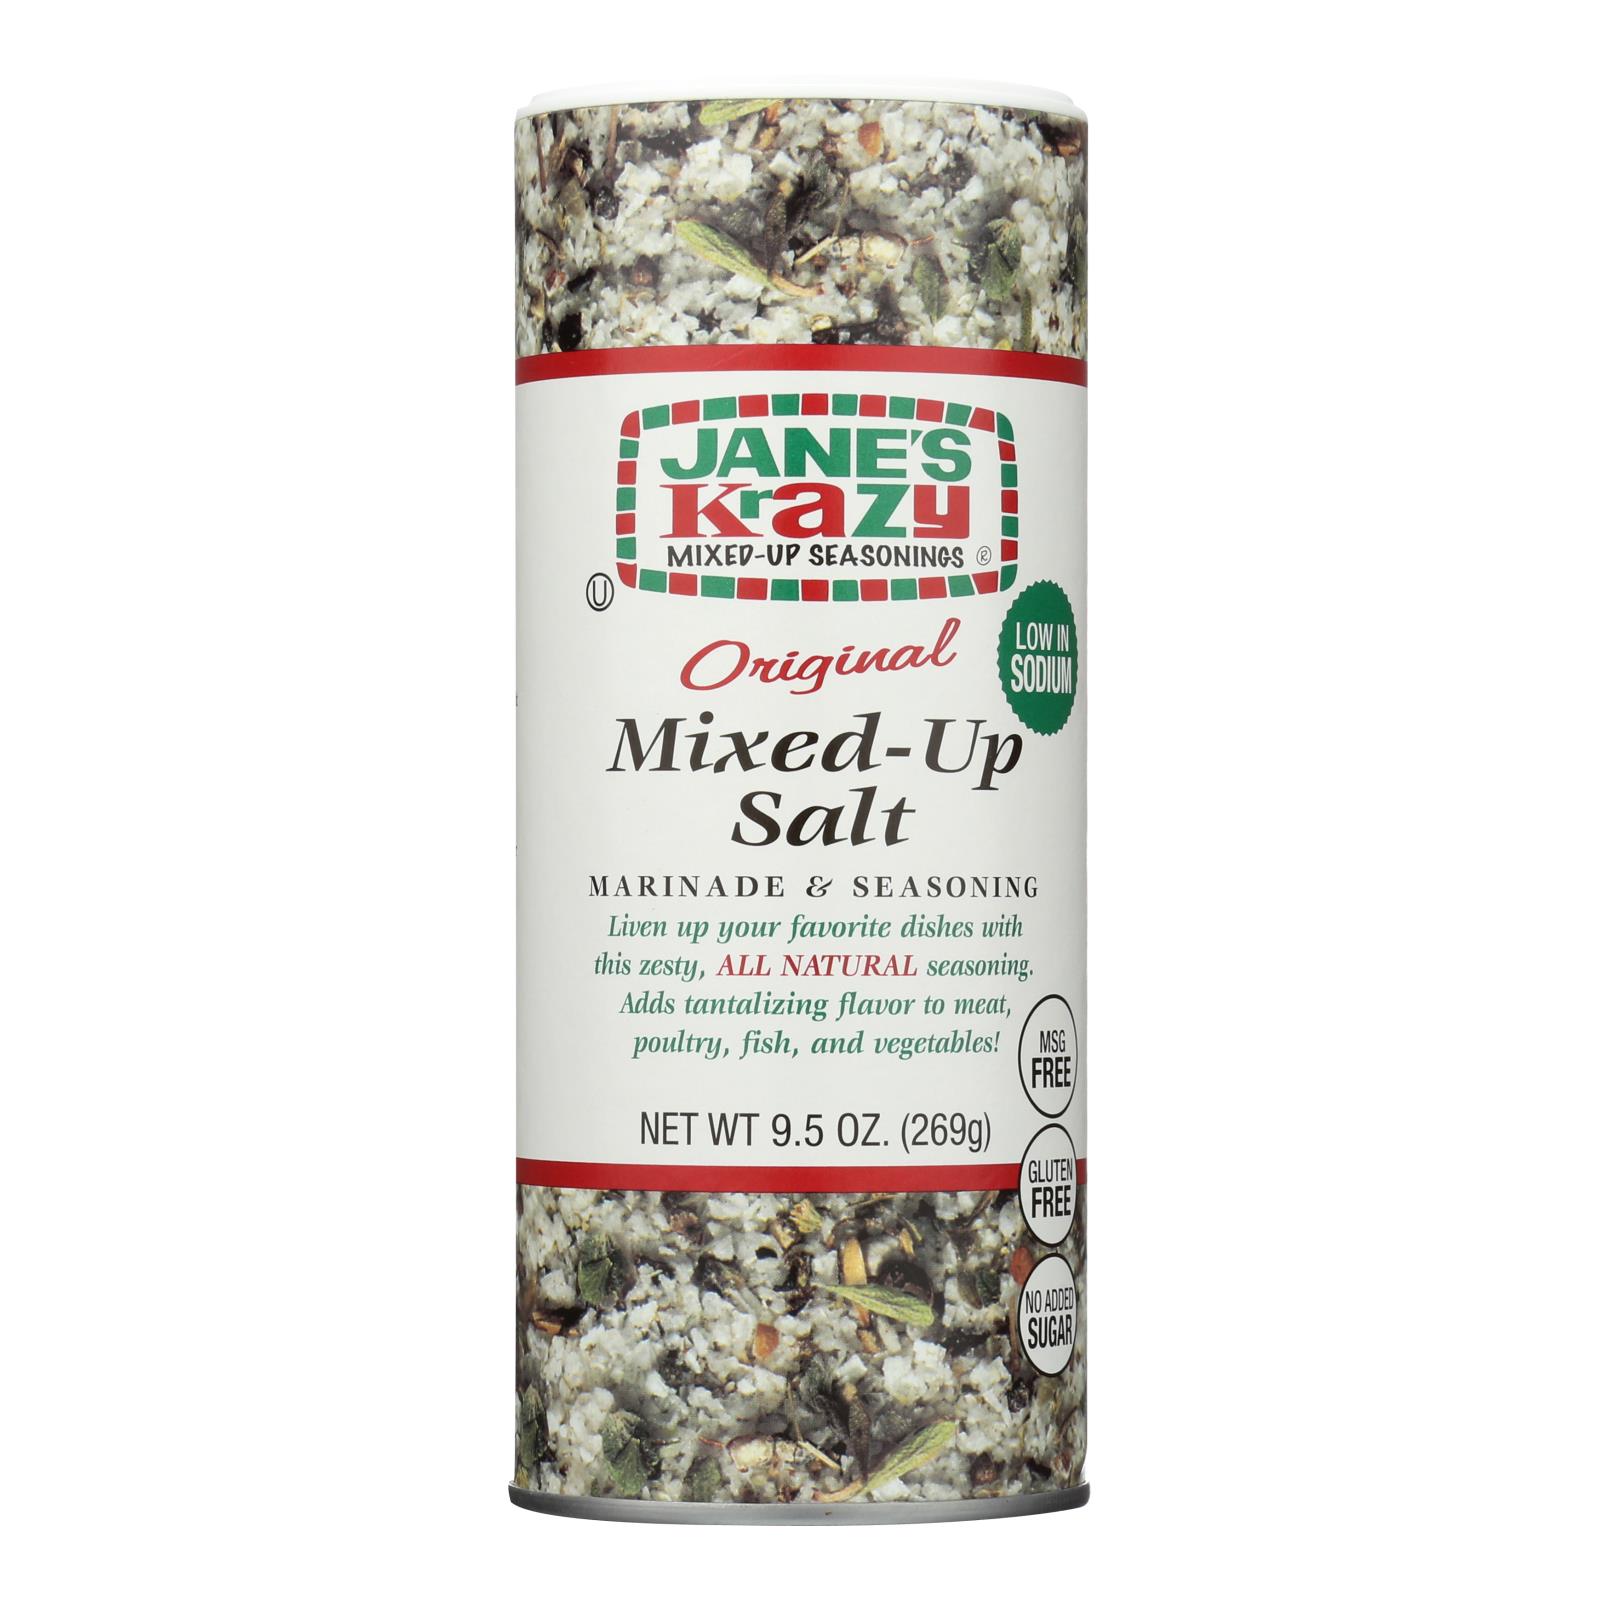 JANE'S
Krazy
MIXED-UP SEASONINGS ®
U
Original
LOW IN
SODIUM
Mixed-Up
Salt
MARINADE & SEASONING
Liven up your favorite dishes with
this zesty, ALL NATURAL seasoning.
Adds tantalizing flavor to meat,
poultry, fish, and vegetables!
MSG
FREE
NET WT 9.5 OZ. (269g)
GLUTEN
FREE
NO ADDED
SUGAR